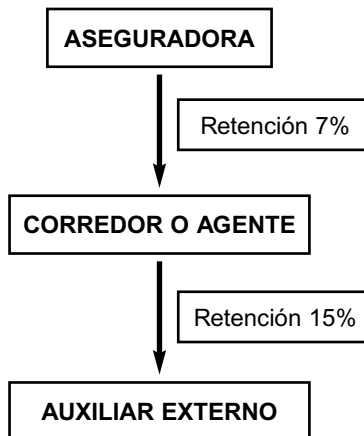 ASEGURADORA
Retención 7%
CORREDOR O AGENTE
Retención 15%
AUXILIAR EXTERNO